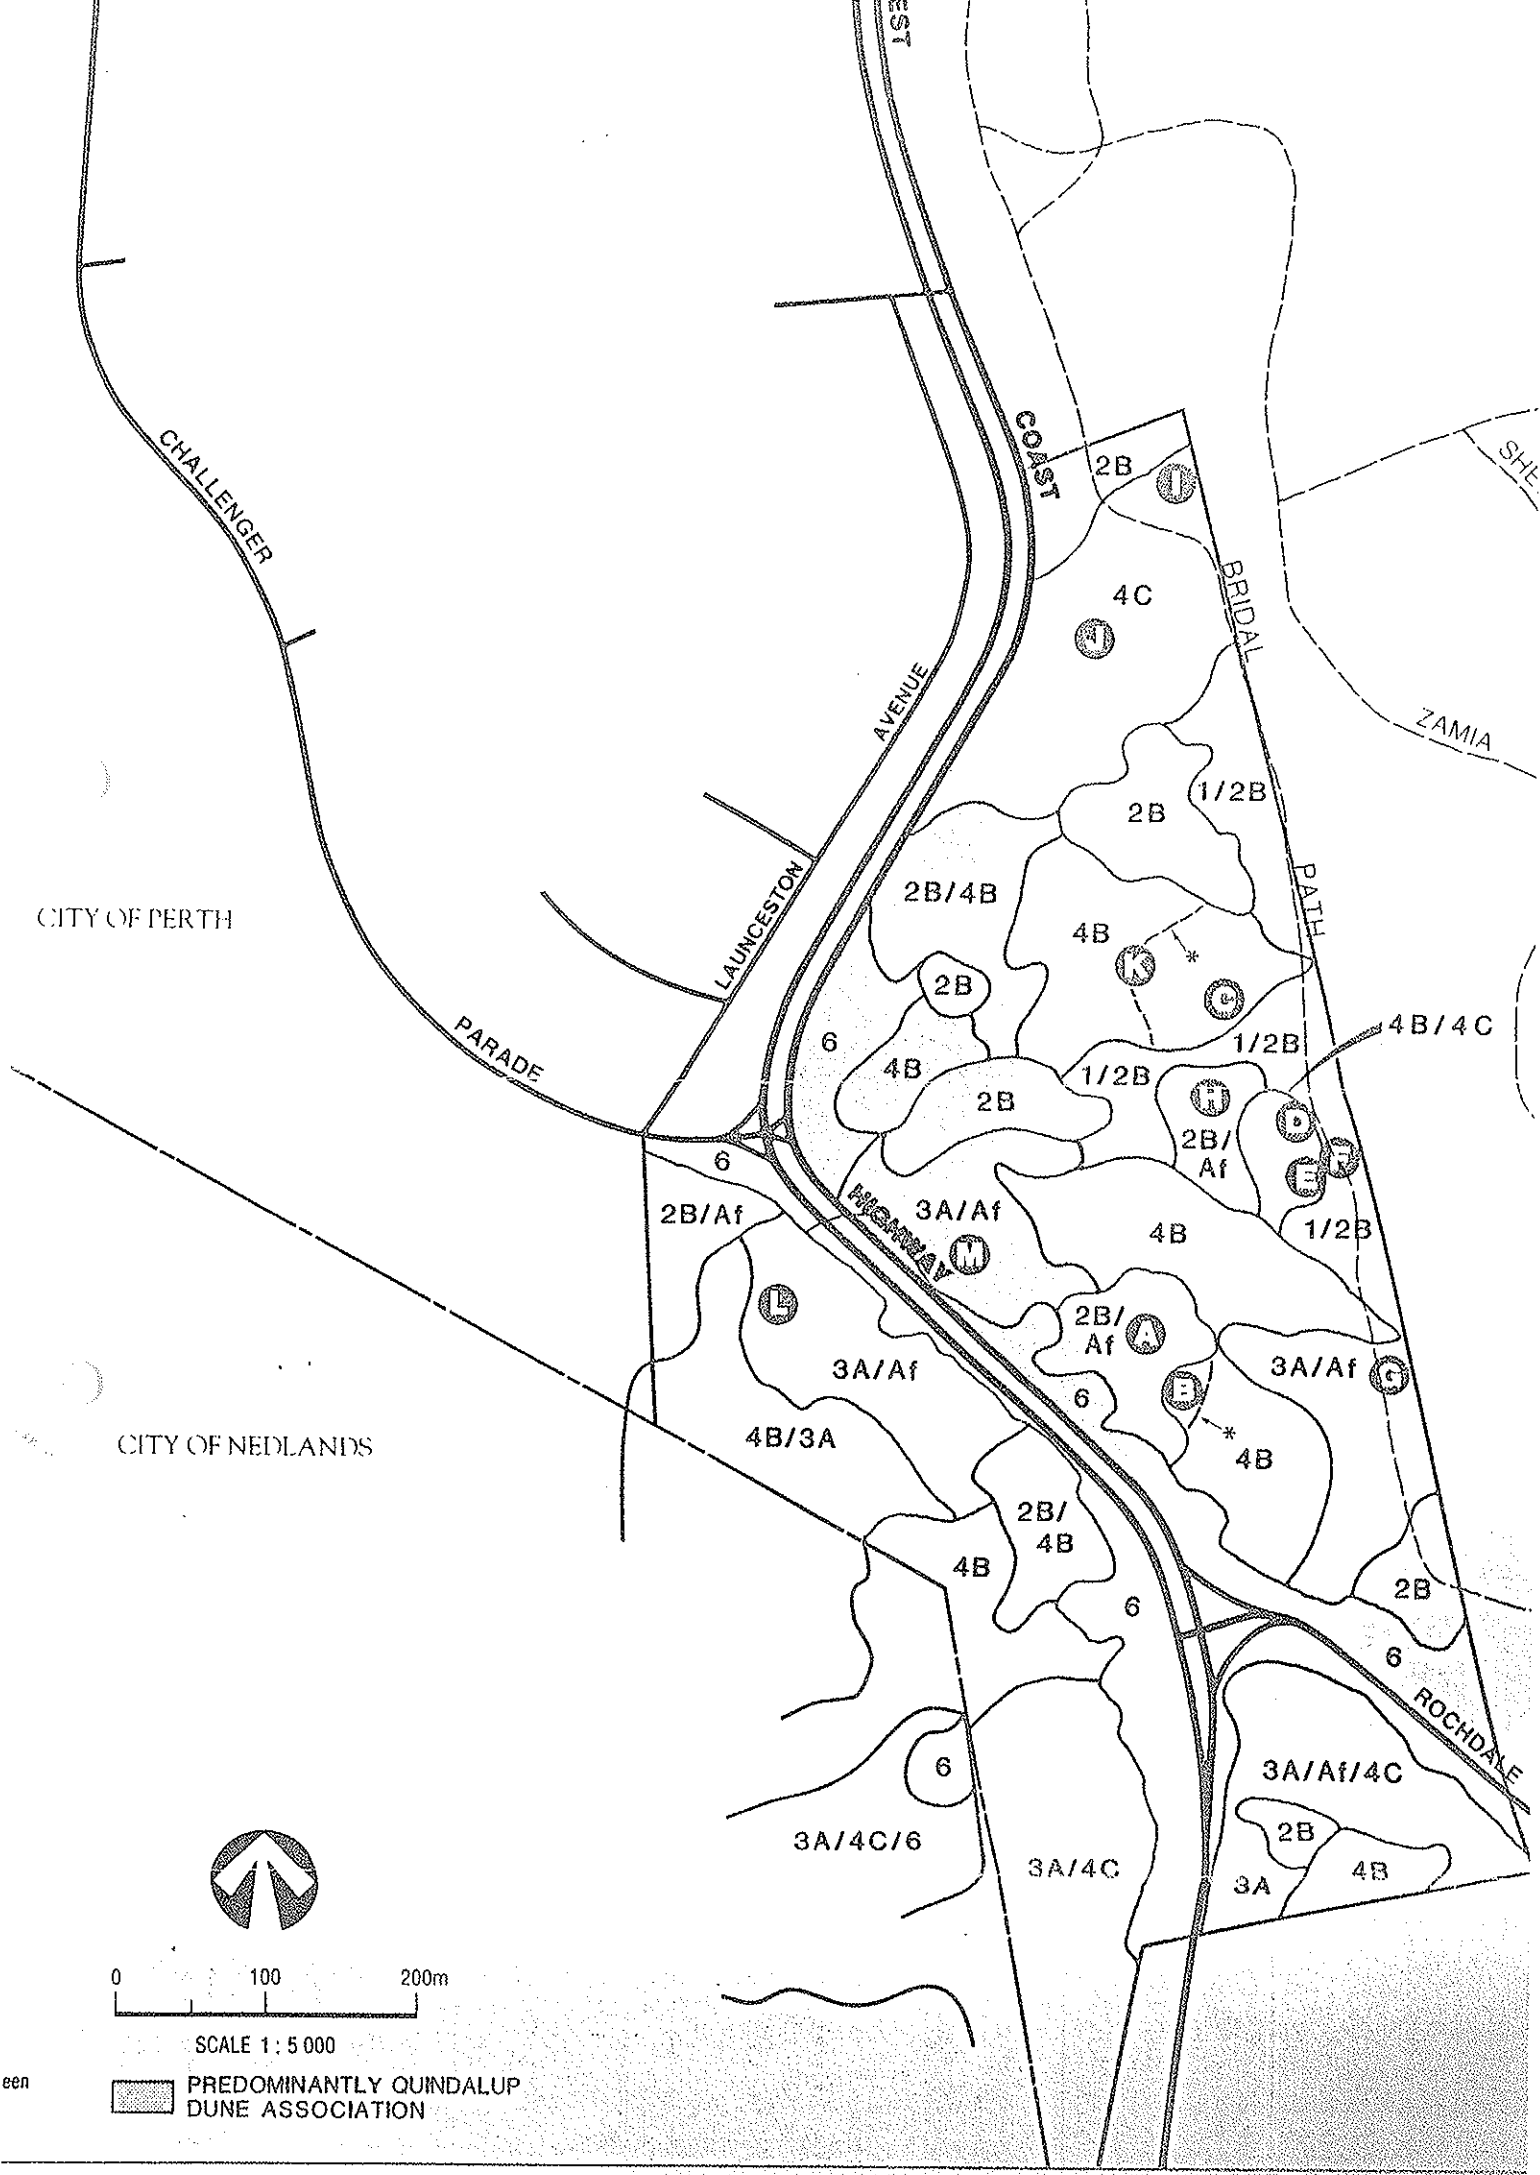 EST
COAST
2B
I
SHE
BRIDAL
4C
J
CHALLENGER
AVENUE
ZAMIA
1/2B
2B
PATH
2B/4B
LAUNCESTON
CITY OF PERTH
4B
K
*
2B
C
4B/4C
PARADE
6
1/2B
4B
1/2B
2B
H
D
2B/
Af
F
E
6
2B/Af
HIGHWAY
3A/Af
4B
1/2B
M
L
2B/
Af
A
3A/Af
3A/Af
G
B
6
*
4B/3A
CITY OF NEDLANDS
4B
2B/
4B
4B
2B
6
6
ROCHDALE
6
3A/Af/4C
2B
3A/4C/6
3A/4C
4B
3A
0 100 200m
SCALE 1 : 5 000
een
PREDOMINANTLY QUINDALUP
DUNE ASSOCIATION